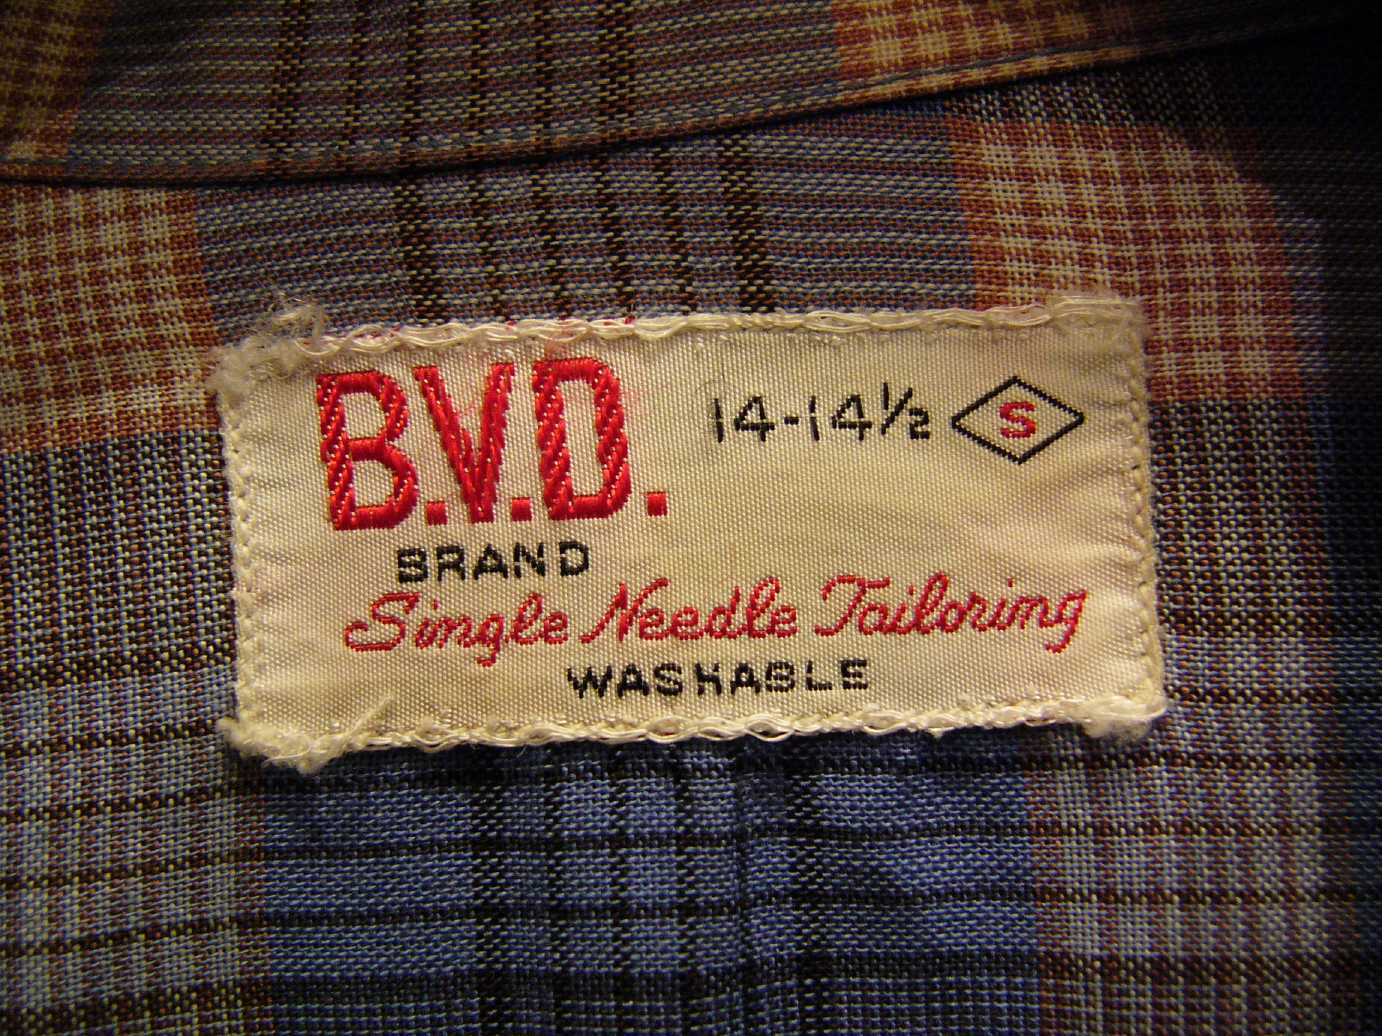 B.V.D. 14-14½ S
BRAND
Single Needle Tailoring
WASHABLE